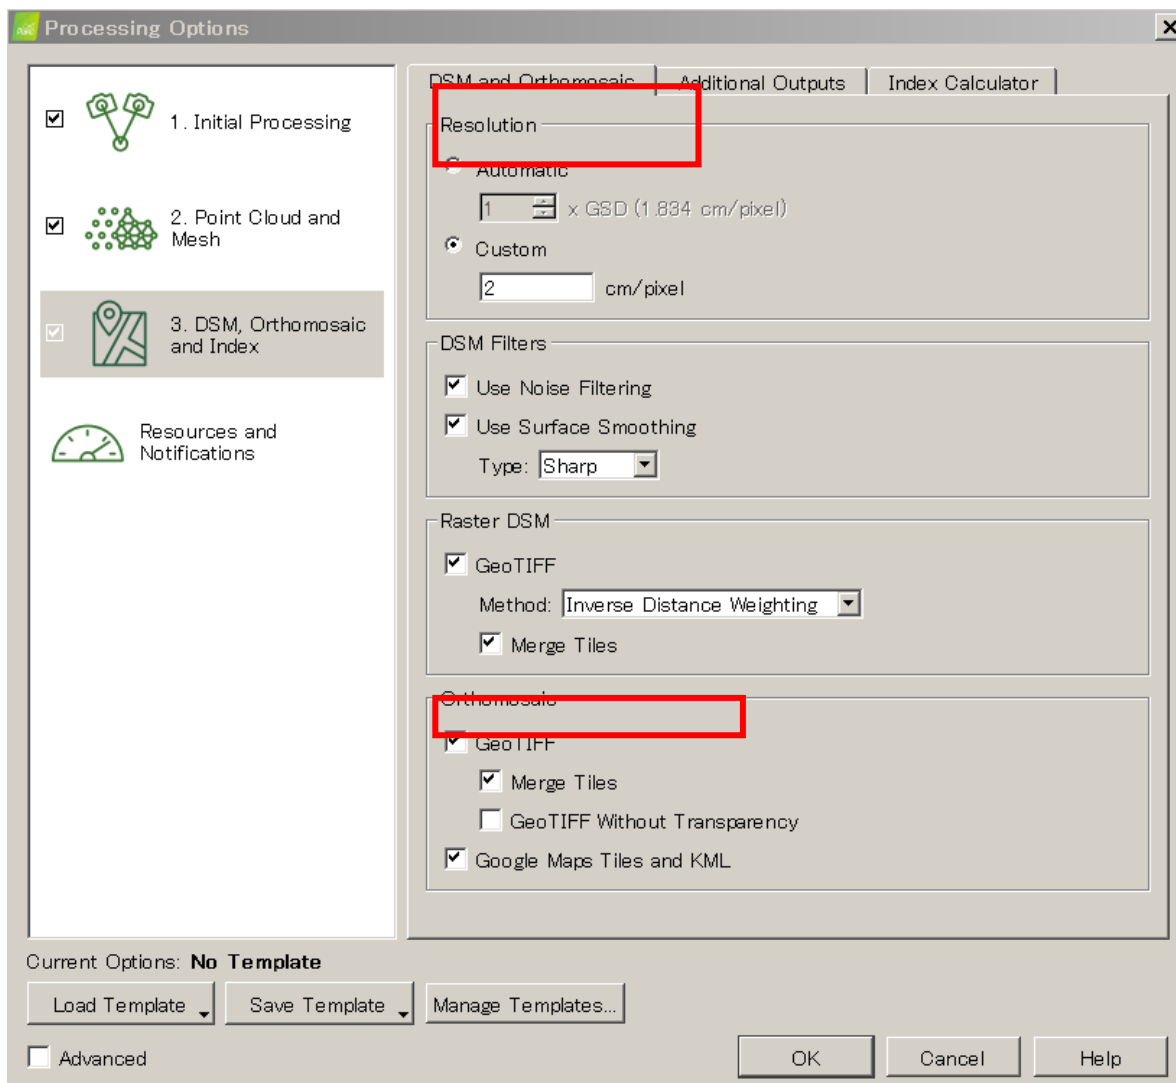 Processing Options
1. Initial Processing
2. Point Cloud and
Mesh
3. DSM, Orthomosaic
and Index
Resources and
Notifications
DSM and Orthomosaic
Additional Outputs
Index Calculator
Resolution
Automatic
1
x GSD (1.834 cm/pixel)
Custom
2
cm/pixel
DSM Filters
Use Noise Filtering
Use Surface Smoothing
Type: Sharp
Raster DSM
GeoTIFF
Method: Inverse Distance Weighting
Merge Tiles
Orthomosaic
GeoTIFF
Merge Tiles
GeoTIFF Without Transparency
Google Maps Tiles and KML
Current Options: No Template
Load Template
Save Template
Manage Templates...
Advanced
OK
Cancel
Help